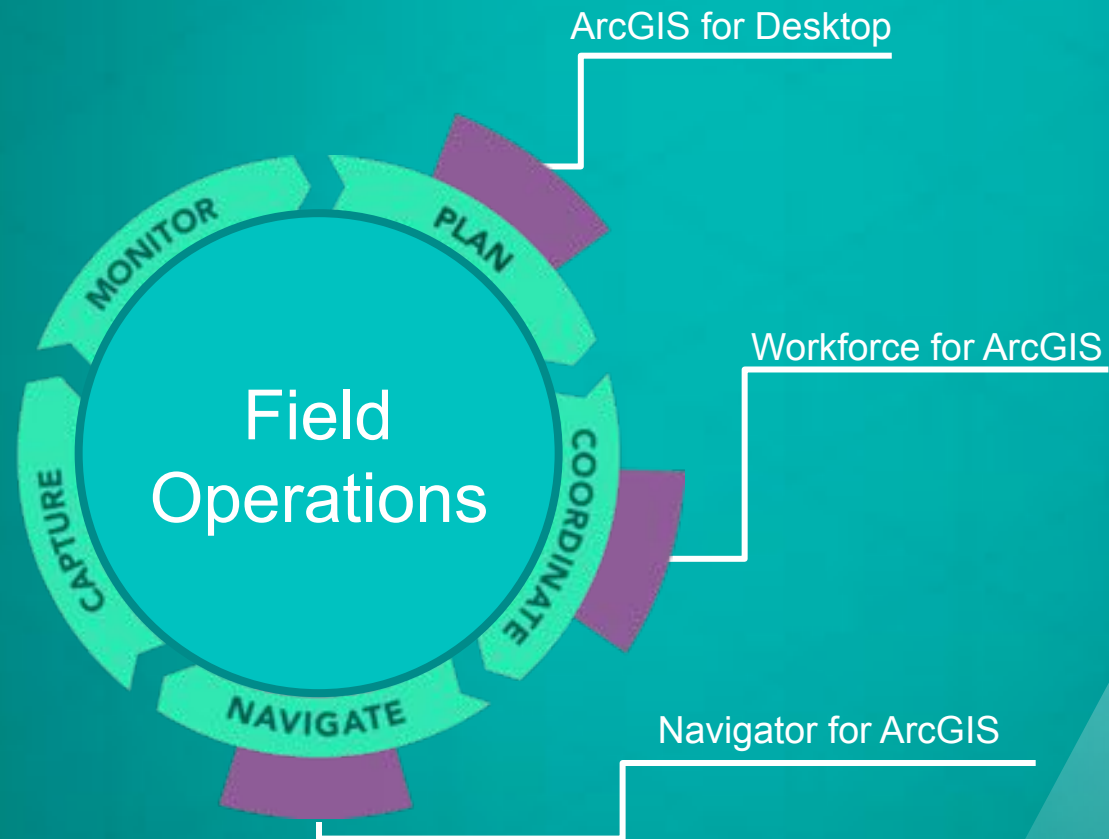 ArcGIS for Desktop
MONITOR
PLAN
Workforce for ArcGIS
Field
Operations
COORDINATE
CAPTURE
NAVIGATE
Navigator for ArcGIS